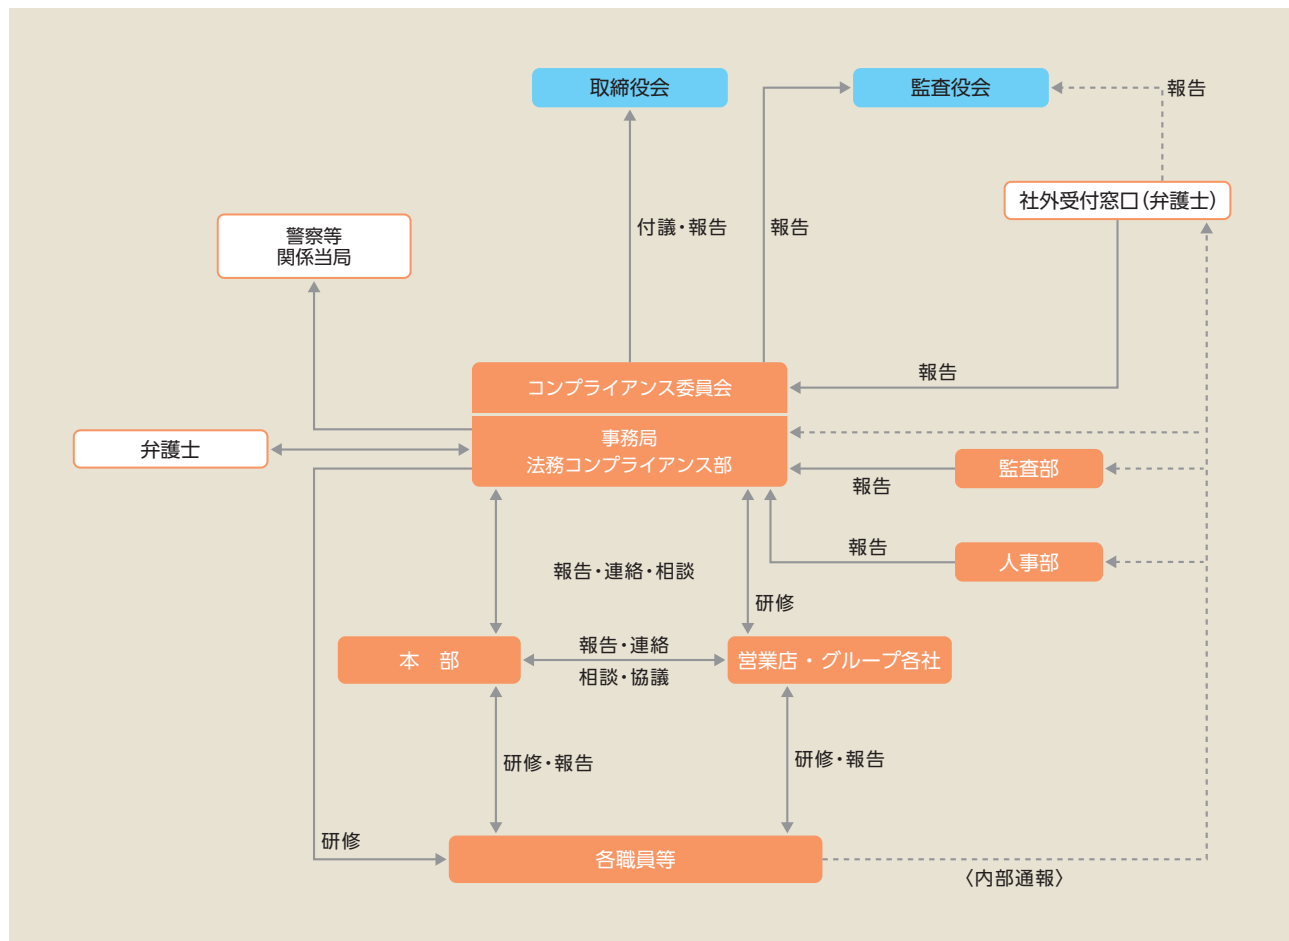 取締役会
監査役会
報告
社外受付窓口（弁護士）
警察等
関係当局
付議・報告
報告
報告
コンプライアンス委員会
事務局
法務コンプライアンス部
弁護士
監査部
報告
報告
人事部
報告・連絡・相談
研修
本　部
報告・連絡
相談・協議
営業店・グループ各社
研修・報告
研修・報告
研修
各職員等
〈内部通報〉